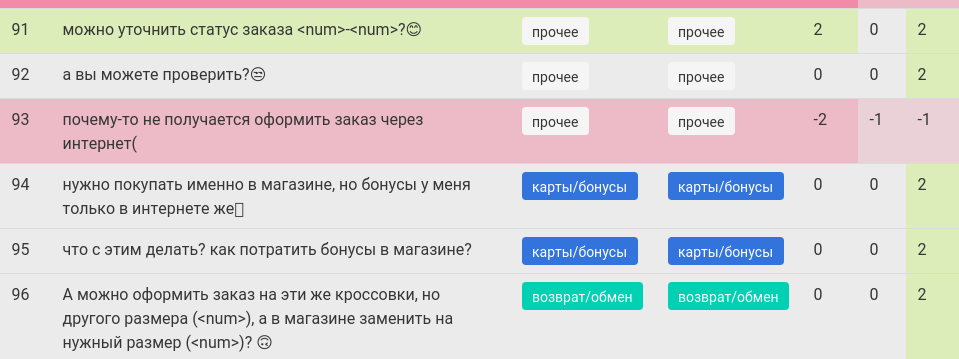 91 можно уточнить статус заказа <num>-<num>?😊 прочее прочее 2 0 2
92 а вы можете проверить?😒 прочее прочее 0 0 2
93 почему-то не получается оформить заказ через прочее прочее -2 -1 -1
интернет(
94 нужно покупать именно в магазине, но бонусы у меня карты/бонусы карты/бонусы 0 0 2
только в интернете же
95 что с этим делать? как потратить бонусы в магазине? карты/бонусы карты/бонусы 0 0 2
96 А можно оформить заказ на эти же кроссовки, но возврат/обмен возврат/обмен 0 0 2
другого размера (<num>), а в магазине заменить на
нужный размер (<num>)? 🙃